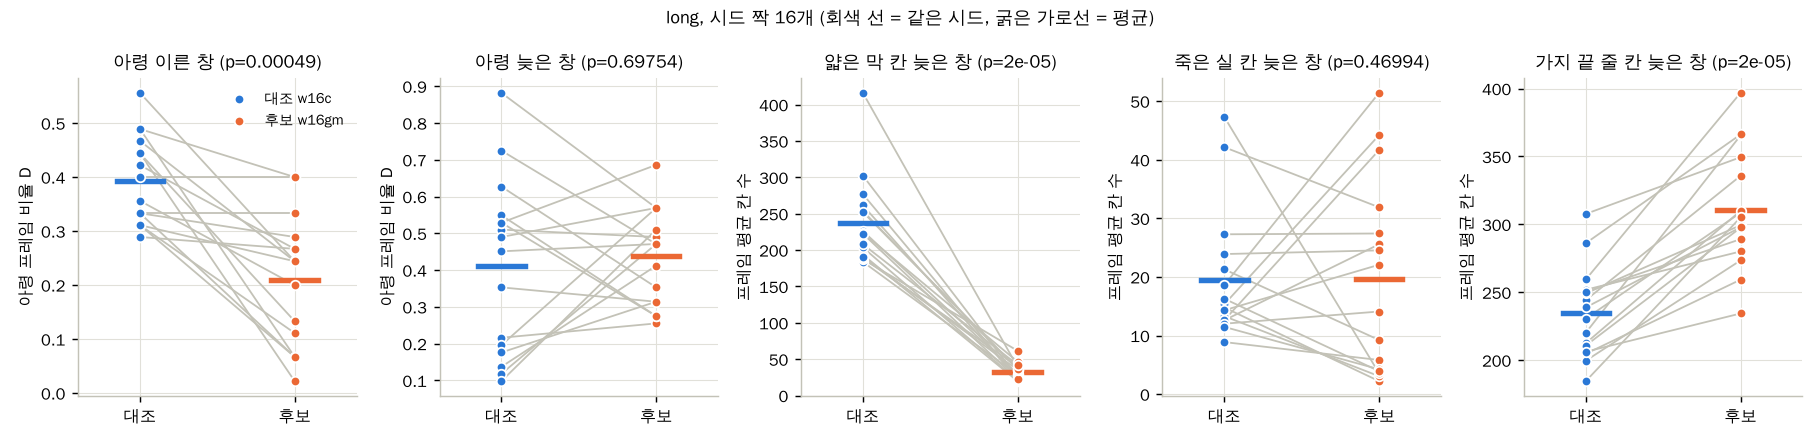 long, 시드 짝 16개 (회색 선 = 같은 시드, 굵은 가로선 = 평균)
아령 이른 창 (p=0.00049)
아령 프레임 비율 D
0.5
0.4
0.3
0.2
0.1
0.0
대조 w16c
후보 w16gm
대조
후보
아령 늦은 창 (p=0.69754)
아령 프레임 비율 D
0.9
0.8
0.7
0.6
0.5
0.4
0.3
0.2
0.1
대조
후보
얇은 막 칸 늦은 창 (p=2e-05)
프레임 평균 칸 수
400
350
300
250
200
150
100
50
0
대조
후보
죽은 실 칸 늦은 창 (p=0.46994)
프레임 평균 칸 수
50
40
30
20
10
0
대조
후보
가지 끝 줄 칸 늦은 창 (p=2e-05)
프레임 평균 칸 수
400
350
300
250
200
대조
후보